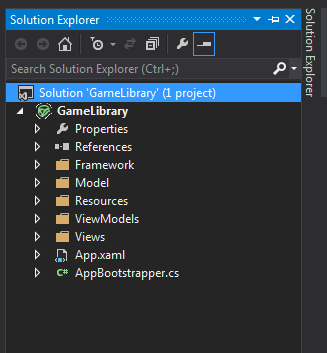 Solution Explorer
Search Solution Explorer (Ctrl+;)
Solution 'GameLibrary' (1 project)
GameLibrary
Properties
References
Framework
Model
Resources
ViewModels
Views
App.xaml
C# AppBootstrapper.cs
Solution Explorer